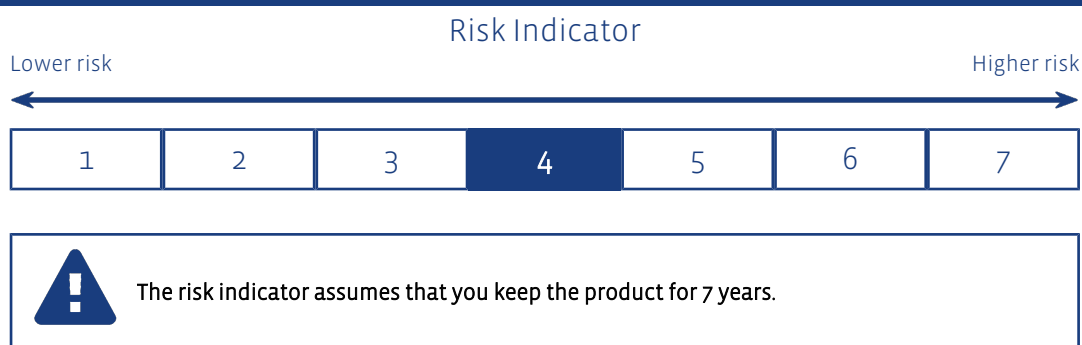 Risk Indicator
Lower risk Higher risk
1 2 3 4 5 6 7
The risk indicator assumes that you keep the product for 7 years.